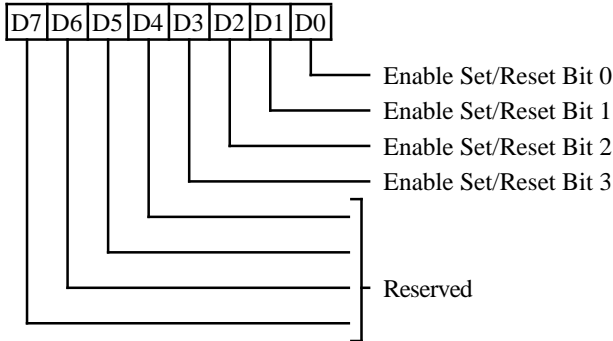 D7 D6 D5 D4 D3 D2 D1 D0
Enable Set/Reset Bit 0
Enable Set/Reset Bit 1
Enable Set/Reset Bit 2
Enable Set/Reset Bit 3
Reserved